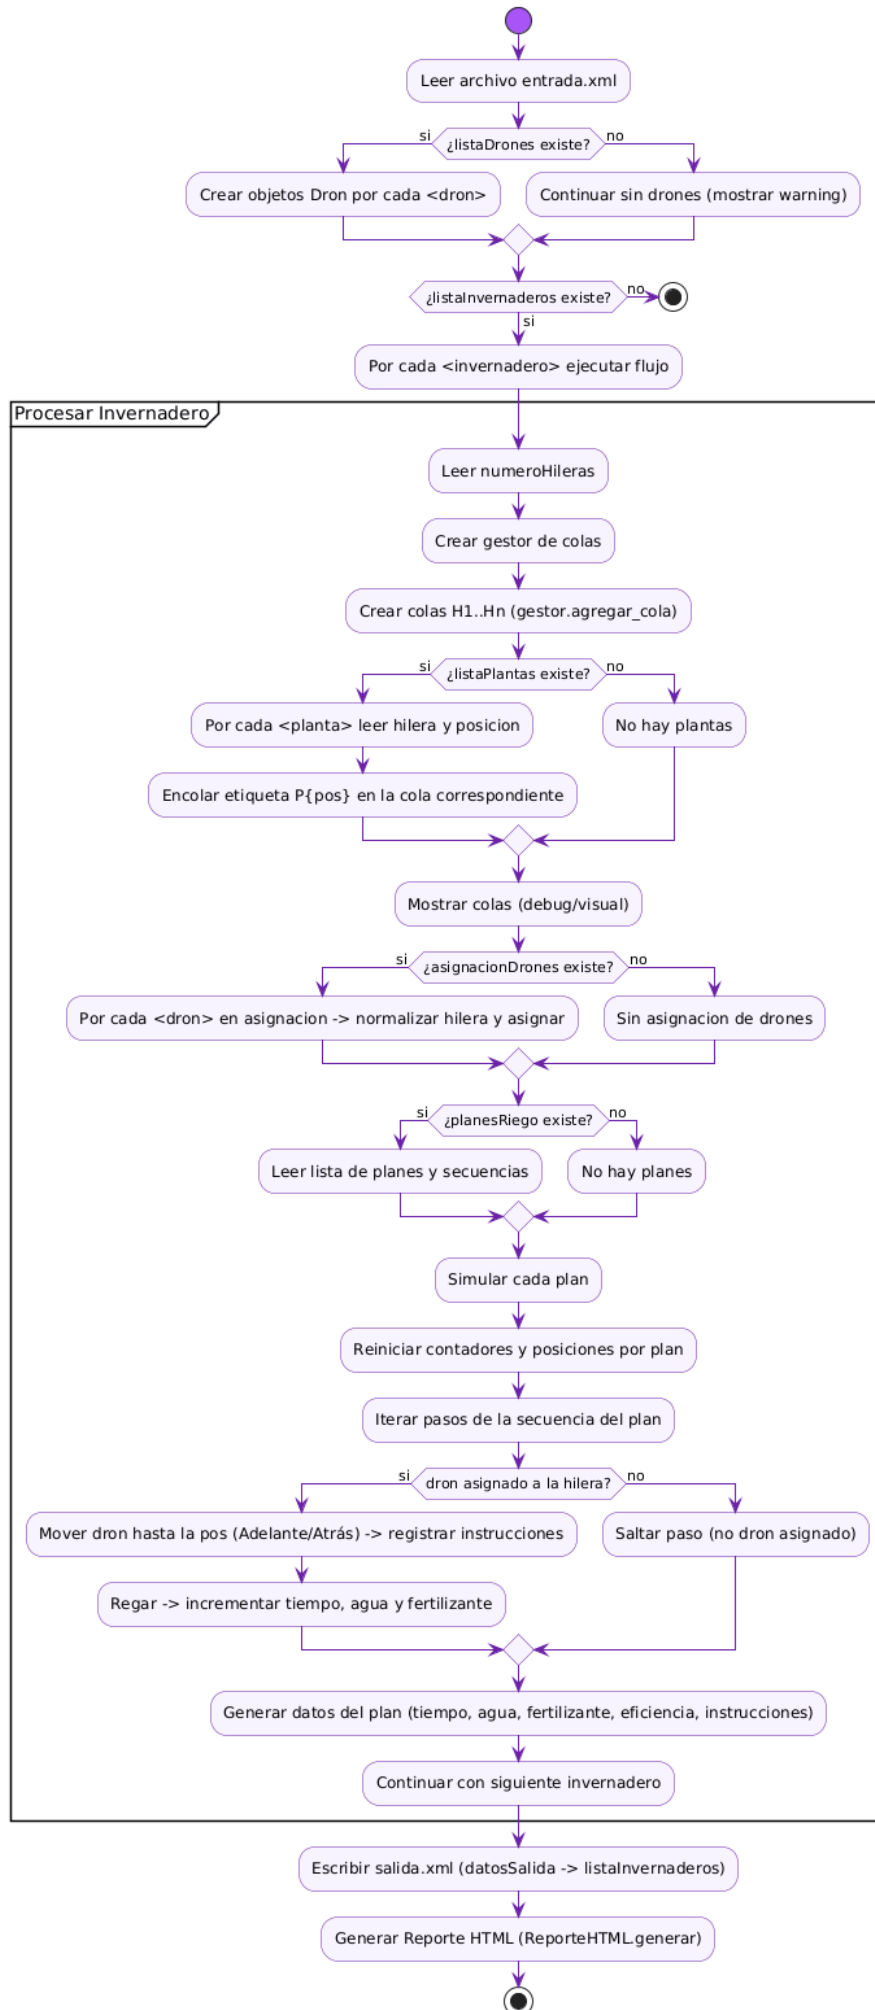 Leer archivo entrada.xml
si
¿listaDrones existe?
no
Crear objetos Dron por cada <dron>
Continuar sin drones (mostrar warning)
¿listaInvernaderos existe?
no
si
Por cada <invernadero> ejecutar flujo
Procesar Invernadero
Leer numeroHileras
Crear gestor de colas
Crear colas H1..Hn (gestor.agregar_cola)
si
¿listaPlantas existe?
no
Por cada <planta> leer hilera y posicion
No hay plantas
Encolar etiqueta P{pos} en la cola correspondiente
Mostrar colas (debug/visual)
si
¿asignacionDrones existe?
no
Por cada <dron> en asignacion -> normalizar hilera y asignar
Sin asignacion de drones
si
¿planesRiego existe?
no
Leer lista de planes y secuencias
No hay planes
Simular cada plan
Reiniciar contadores y posiciones por plan
Iterar pasos de la secuencia del plan
si
dron asignado a la hilera?
no
Mover dron hasta la pos (Adelante/Atrás) -> registrar instrucciones
Saltar paso (no dron asignado)
Regar -> incrementar tiempo, agua y fertilizante
Generar datos del plan (tiempo, agua, fertilizante, eficiencia, instrucciones)
Continuar con siguiente invernadero
Escribir salida.xml (datosSalida -> listaInvernaderos)
Generar Reporte HTML (ReporteHTML.generar)